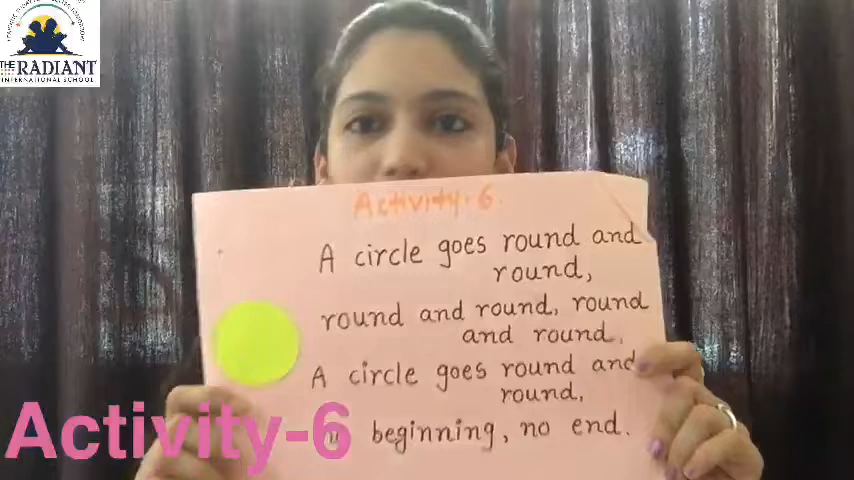 THE RADIANT
INTERNATIONAL SCHOOL
Activity-6.
A circle goes round and
round,
round and round, round
and round.
A circle goes round and
round.
beginning, no end.
Activity-6